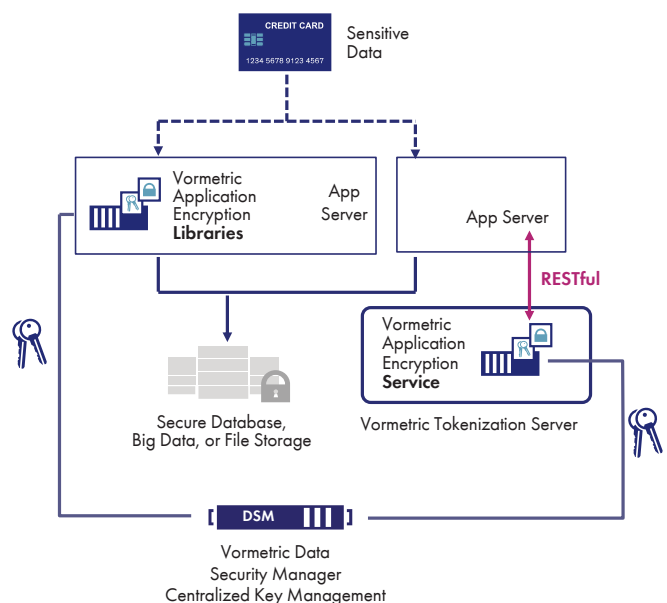 CREDIT CARD
1234 5678 9123 4567
Sensitive
Data
Vormetric
Application
Encryption
Libraries
App
Server
App Server
RESTful
Vormetric
Application
Encryption
Service
Secure Database,
Big Data, or File Storage
Vormetric Tokenization Server
[ DSM ]
Vormetric Data
Security Manager
Centralized Key Management